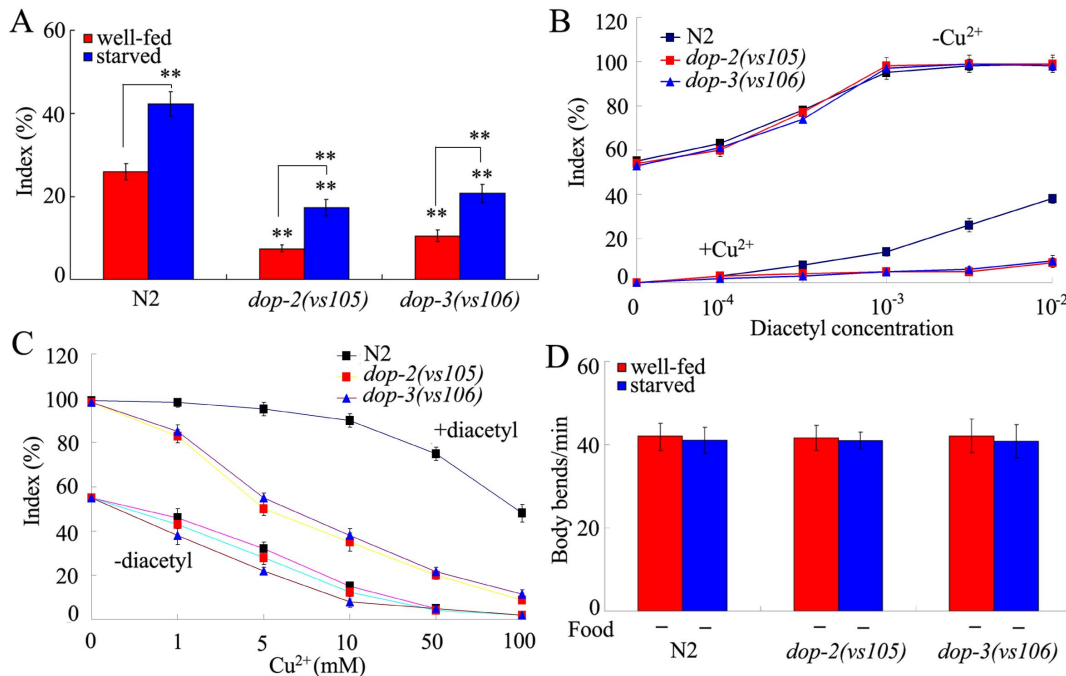 A
well-fed
starved
Index (%)
60
40
20
0
**
**
**
**
**
**
**
N2
dop-2(vs105)
dop-3(vs106)
B
N2
dop-2(vs105)
dop-3(vs106)
-Cu²⁺
+Cu²⁺
Index (%)
120
100
80
60
40
20
0
0
10⁻⁴
10⁻³
10⁻²
Diacetyl concentration
C
N2
dop-2(vs105)
dop-3(vs106)
+diacetyl
-diacetyl
Index (%)
120
100
80
60
40
20
0
0
1
5
10
50
100
Cu²⁺(mM)
D
well-fed
starved
Body bends/min
60
40
20
0
Food
– – – – – –
N2
dop-2(vs105)
dop-3(vs106)